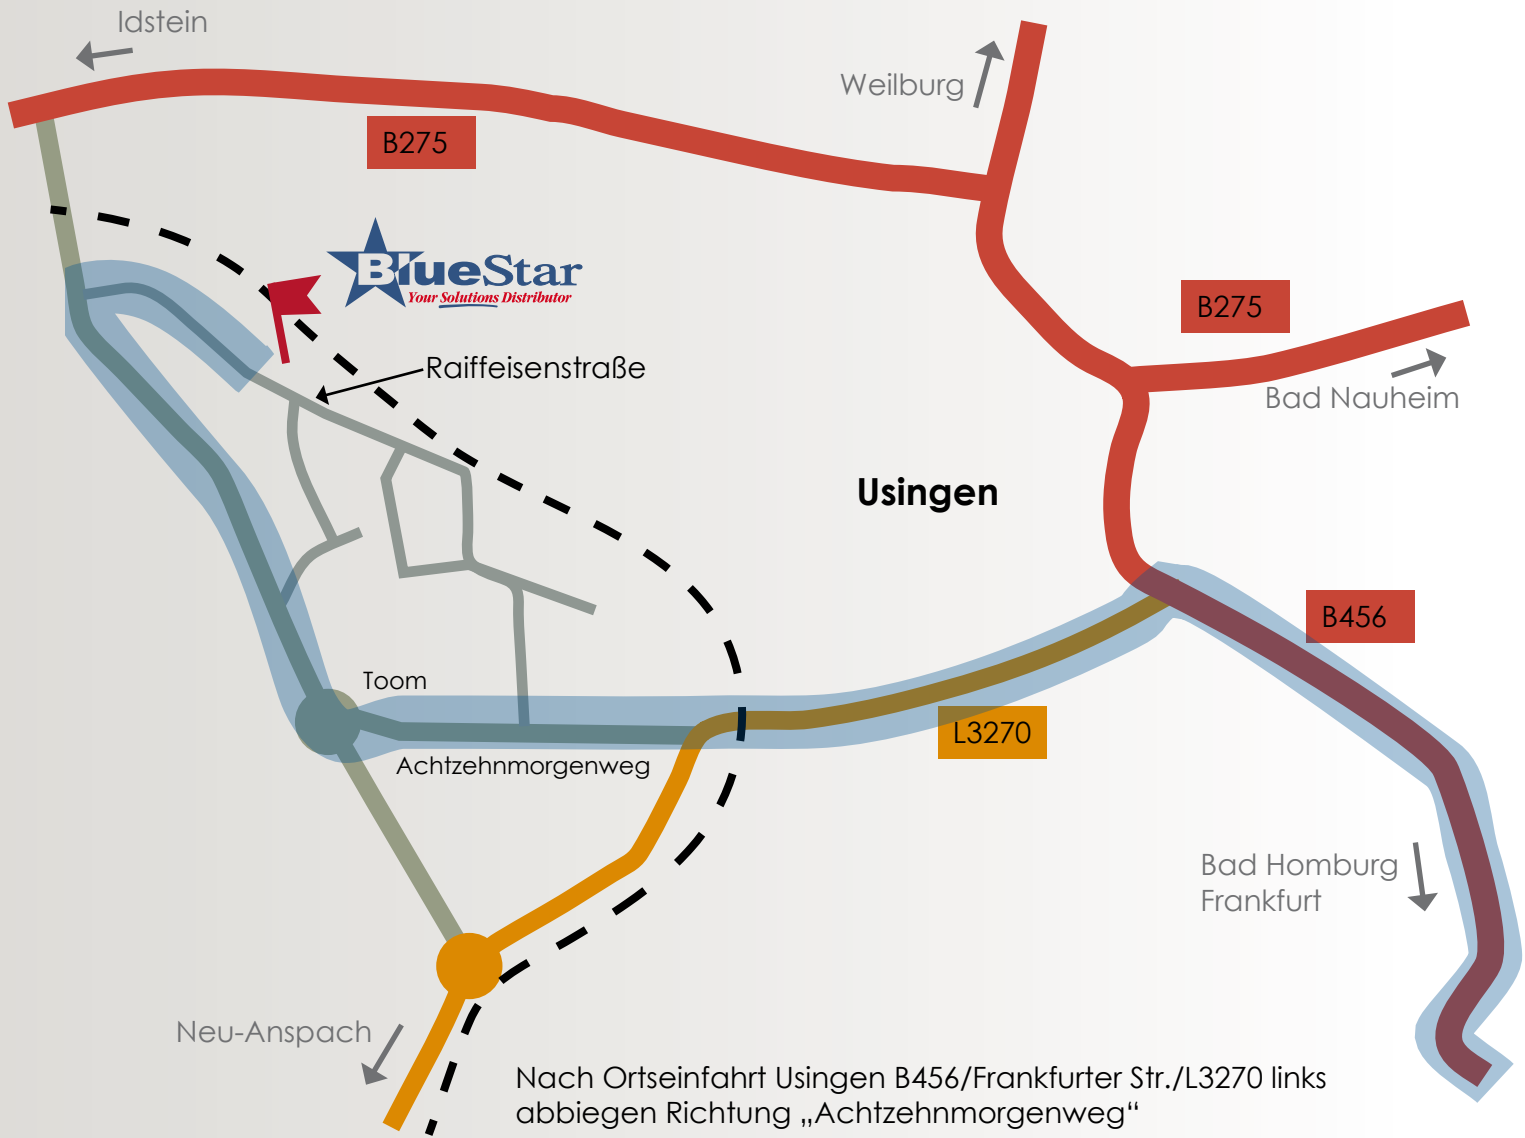 Idstein
Weilburg
B275
BlueStar
Your Solutions Distributor
B275
Raiffeisenstraße
Bad Nauheim
Usingen
B456
Toom
L3270
Achtzehnmorgenweg
Bad Homburg
Frankfurt
Neu-Anspach
Nach Ortseinfahrt Usingen B456/Frankfurter Str./L3270 links
abbiegen Richtung „Achtzehnmorgenweg“